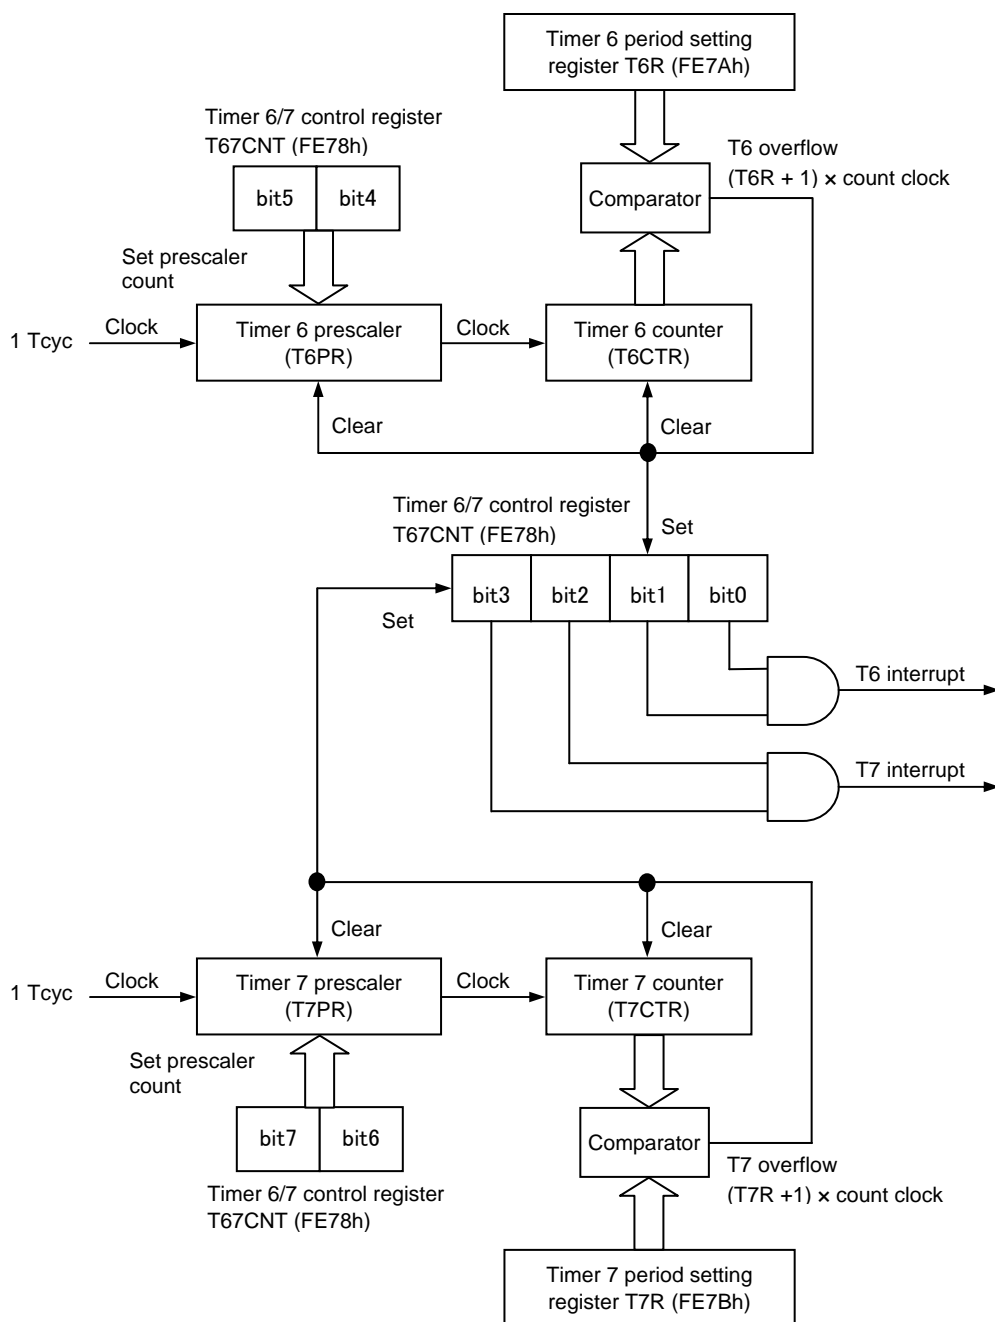 Timer 6 period setting
register T6R (FE7Ah)
Timer 6/7 control register
T67CNT (FE78h)
T6 overflow
(T6R + 1) × count clock
bit5 bit4
Comparator
Set prescaler
count
1 Tcyc
Clock
Timer 6 prescaler
(T6PR)
Clock
Timer 6 counter
(T6CTR)
Clear
Clear
Timer 6/7 control register
T67CNT (FE78h)
Set
Set
bit3 bit2 bit1 bit0
T6 interrupt
T7 interrupt
Clear
Clear
1 Tcyc
Clock
Timer 7 prescaler
(T7PR)
Clock
Timer 7 counter
(T7CTR)
Set prescaler
count
bit7 bit6
Comparator
Timer 6/7 control register
T67CNT (FE78h)
T7 overflow
(T7R +1) × count clock
Timer 7 period setting
register T7R (FE7Bh)